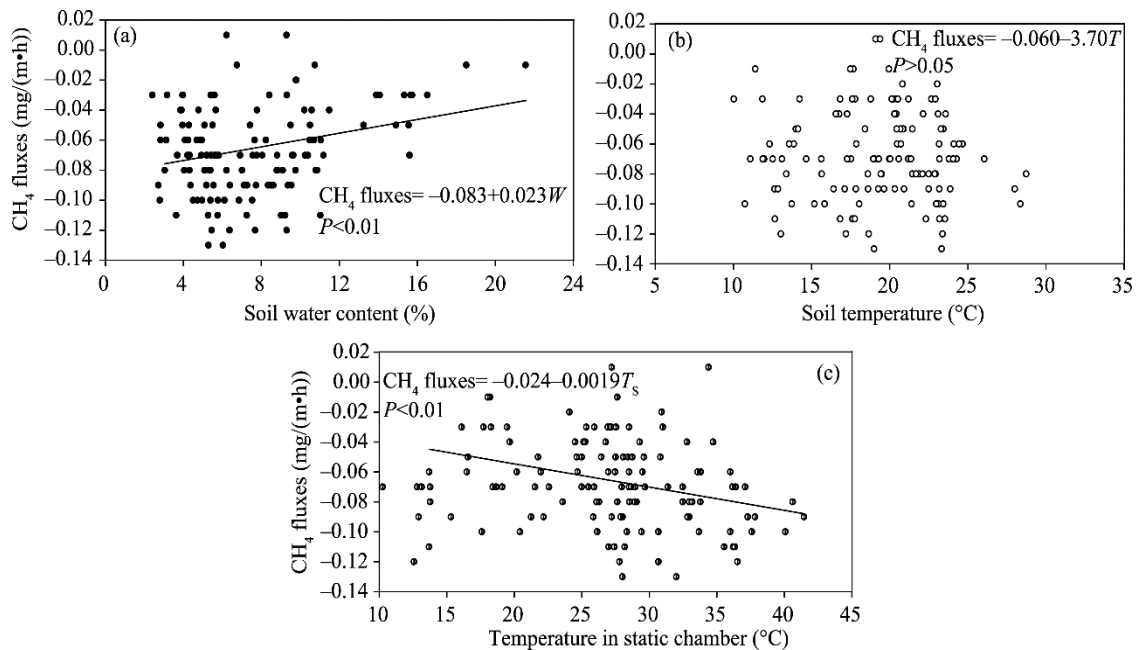 (a)
0.02
0.00
–0.02
–0.04
–0.06
–0.08
–0.10
–0.12
–0.14
CH4 fluxes (mg/(m•h))
CH4 fluxes= –0.083+0.023W
P<0.01
0 4 8 12 16 20 24
Soil water content (%)
(b)
0.02
0.00
–0.02
–0.04
–0.06
–0.08
–0.10
–0.12
–0.14
CH4 fluxes= –0.060–3.70T
P>0.05
5 10 15 20 25 30 35
Soil temperature (°C)
(c)
0.02
0.00
–0.02
–0.04
–0.06
–0.08
–0.10
–0.12
–0.14
CH4 fluxes (mg/(m•h))
CH4 fluxes= –0.024–0.0019TS
P<0.01
10 15 20 25 30 35 40 45
Temperature in static chamber (°C)